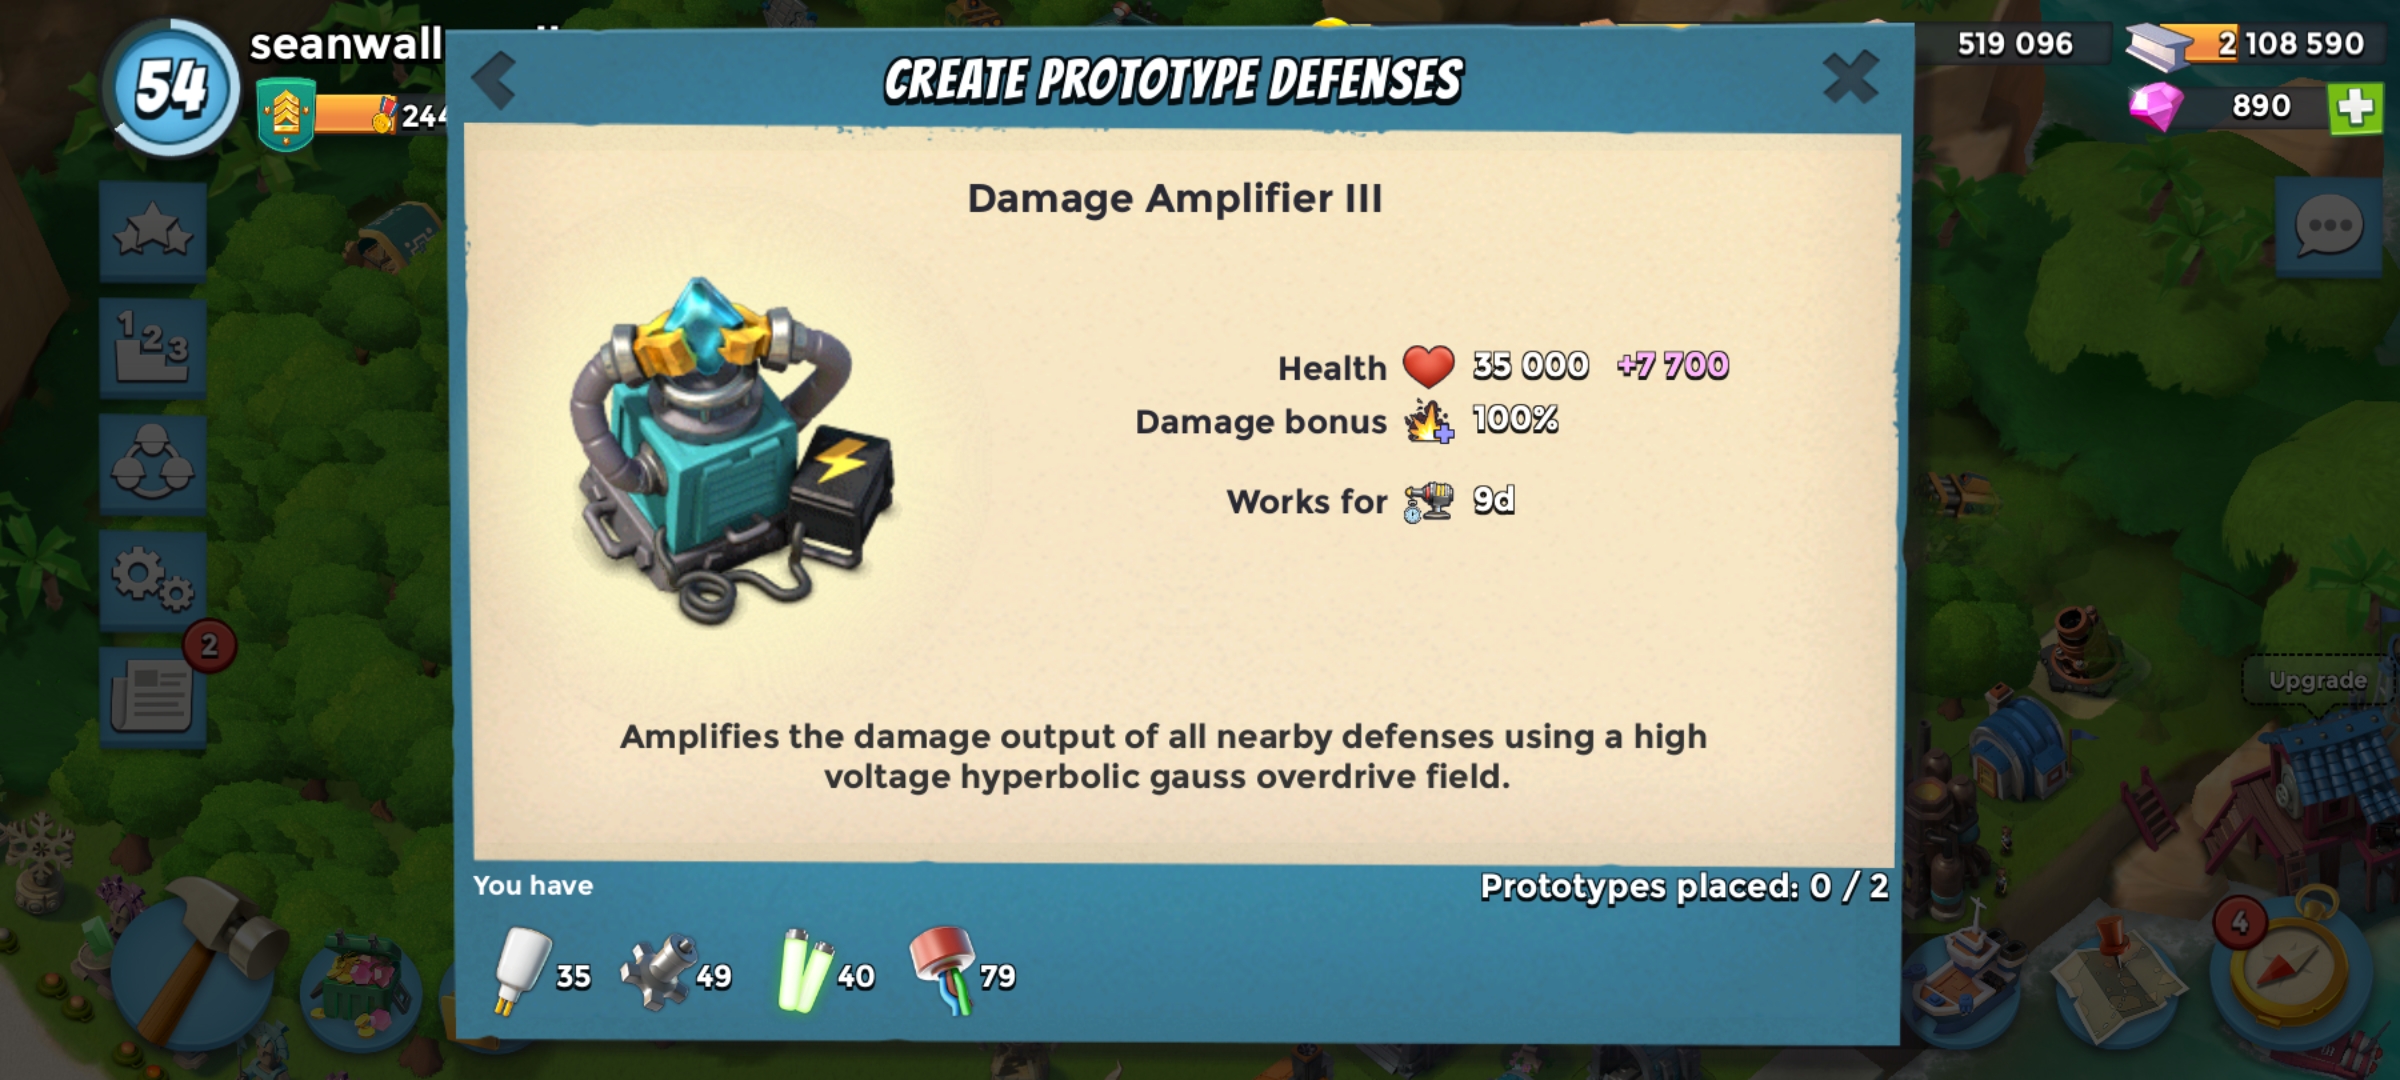 54
seanwall
244
CREATE PROTOTYPE DEFENSES
519 096
2 108 590
890
Damage Amplifier III
1 2 3
Health 35 000 +7 700
Damage bonus 100%
Works for 9d
2
Upgrade
Amplifies the damage output of all nearby defenses using a high
voltage hyperbolic gauss overdrive field.
You have
Prototypes placed: 0 / 2
4
35 49 40 79